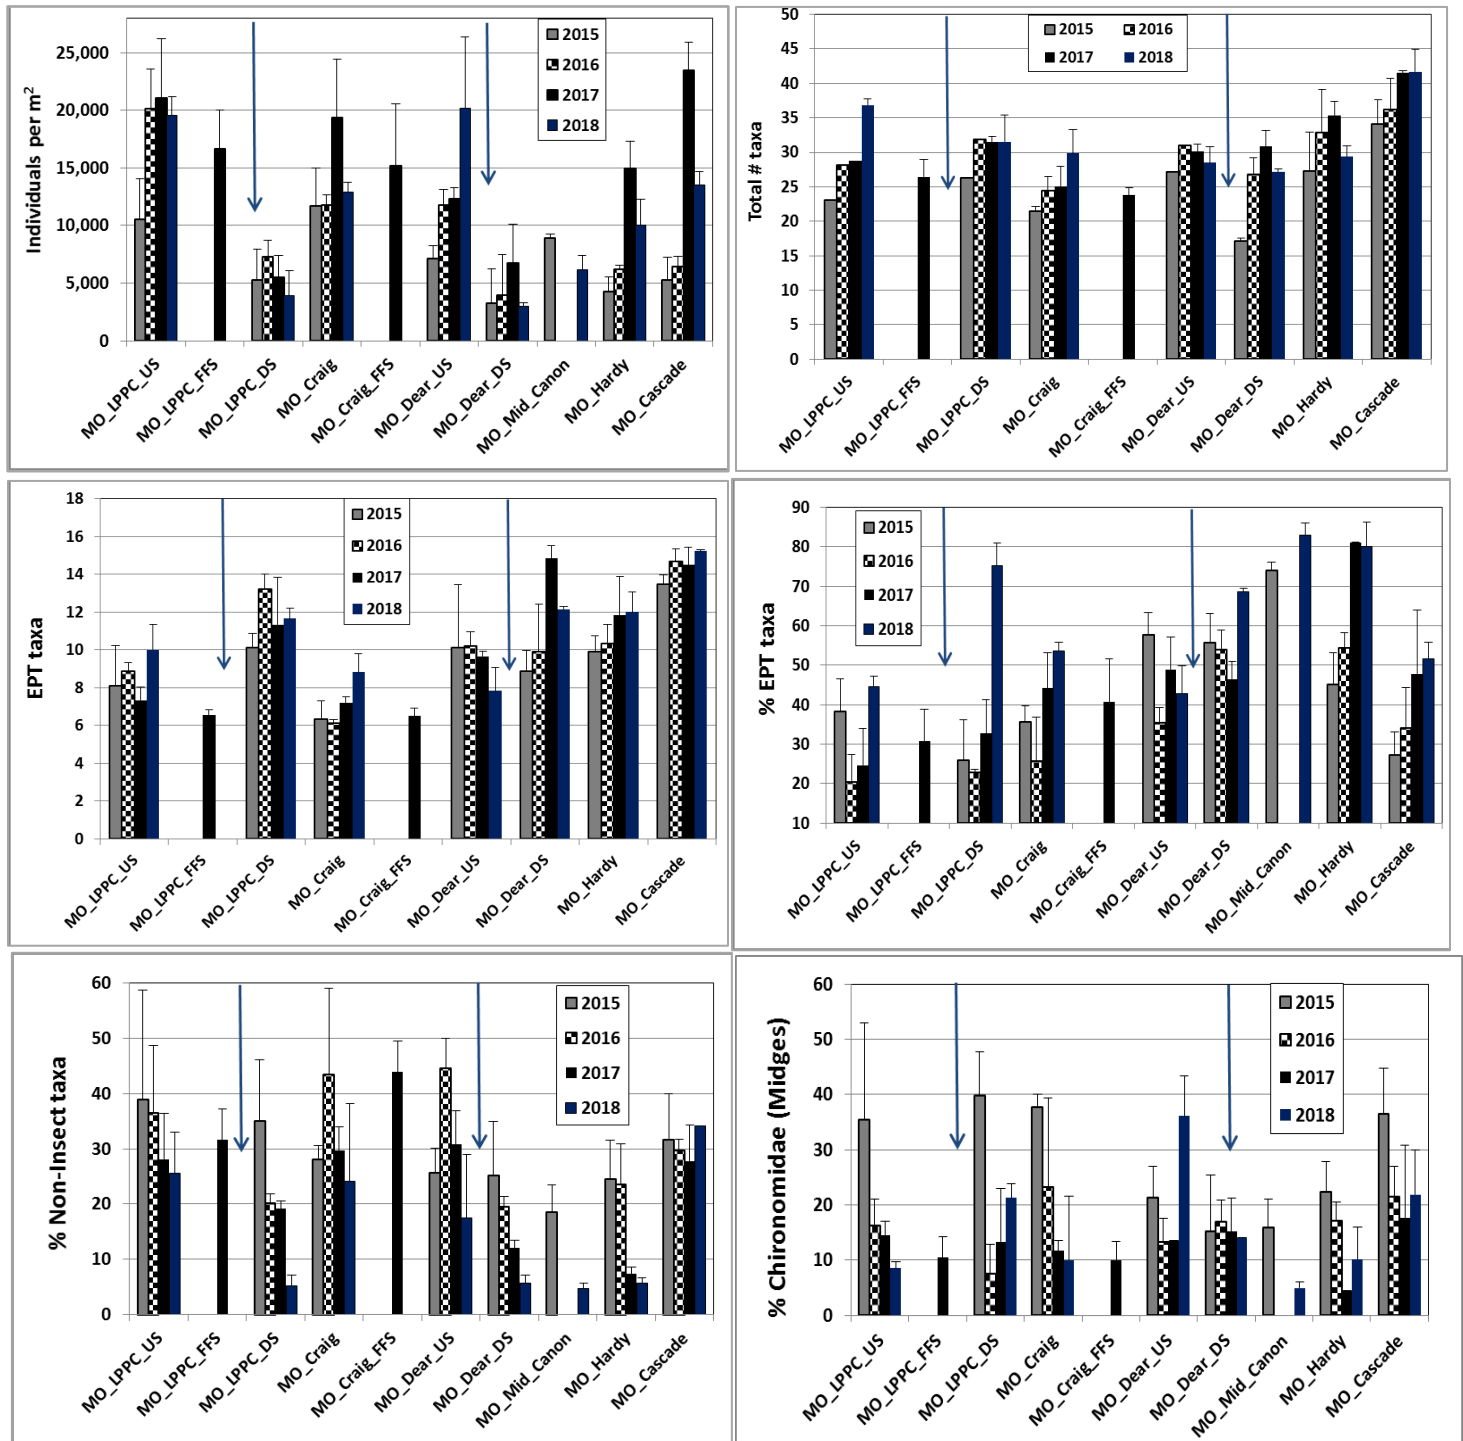 Individuals per m²
25,000
20,000
15,000
10,000
5,000
0
2015
2016
2017
2018
MO_LPPC_US
MO_LPPC_FFS
MO_LPPC_DS
MO_Craig
MO_Craig_FFS
MO_Dear_US
MO_Dear_DS
MO_Mid_Canon
MO_Hardy
MO_Cascade
Total # taxa
50
45
40
35
30
25
20
15
10
5
0
2015 2016
2017 2018
MO_LPPC_US
MO_LPPC_FFS
MO_LPPC_DS
MO_Craig
MO_Craig_FFS
MO_Dear_US
MO_Dear_DS
MO_Hardy
MO_Cascade
EPT taxa
18
16
14
12
10
8
6
4
2
0
2015
2016
2017
2018
MO_LPPC_US
MO_LPPC_FFS
MO_LPPC_DS
MO_Craig
MO_Craig_FFS
MO_Dear_US
MO_Dear_DS
MO_Hardy
MO_Cascade
% EPT taxa
90
80
70
60
50
40
30
20
10
2015
2016
2017
2018
MO_LPPC_US
MO_LPPC_FFS
MO_LPPC_DS
MO_Craig
MO_Craig_FFS
MO_Dear_US
MO_Dear_DS
MO_Mid_Canon
MO_Hardy
MO_Cascade
% Non-Insect taxa
60
50
40
30
20
10
0
2015
2016
2017
2018
MO_LPPC_US
MO_LPPC_FFS
MO_LPPC_DS
MO_Craig
MO_Craig_FFS
MO_Dear_US
MO_Dear_DS
MO_Mid_Canon
MO_Hardy
MO_Cascade
% Chironomidae (Midges)
60
50
40
30
20
10
0
2015
2016
2017
2018
MO_LPPC_US
MO_LPPC_FFS
MO_LPPC_DS
MO_Craig
MO_Craig_FFS
MO_Dear_US
MO_Dear_DS
MO_Mid_Canon
MO_Hardy
MO_Cascade